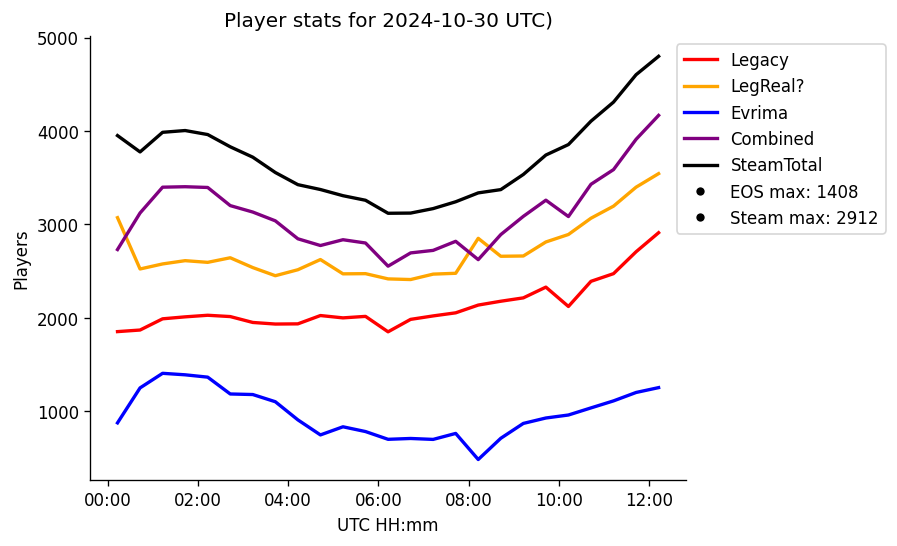 Player stats for 2024-10-30 UTC)
5000
4000
3000
2000
1000
Players
00:00 02:00 04:00 06:00 08:00 10:00 12:00
UTC HH:mm
Legacy
LegReal?
Evrima
Combined
SteamTotal
EOS max: 1408
Steam max: 2912